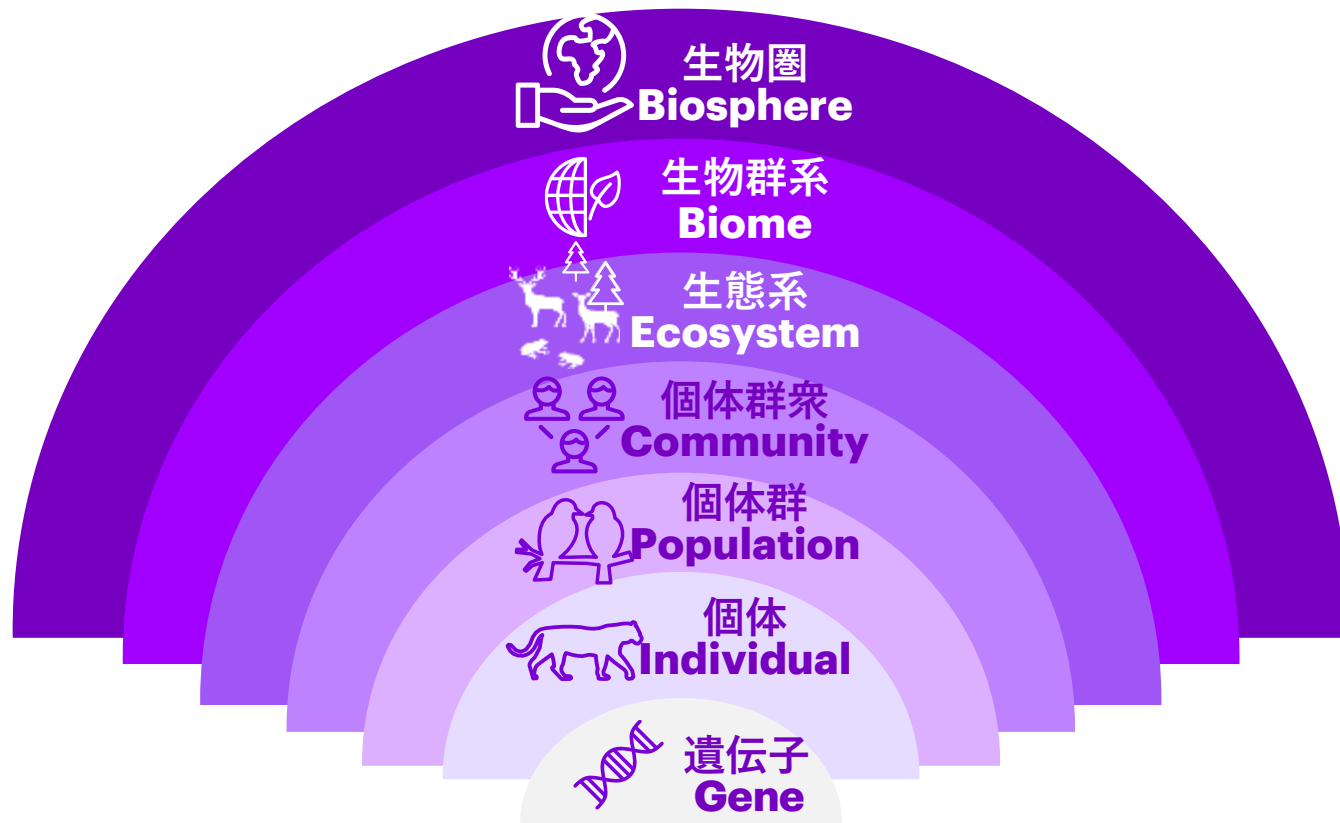 生物圏
Biosphere
生物群系
Biome
生態系
Ecosystem
個体群衆
Community
個体群
Population
個体
Individual
遺伝子
Gene